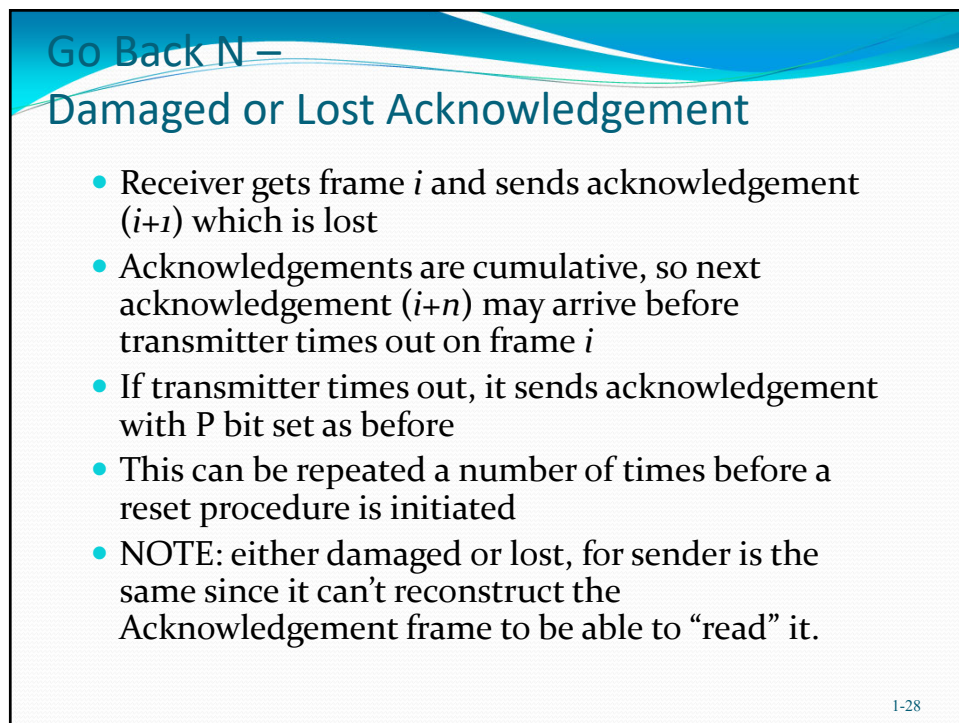 Go Back N –
Damaged or Lost Acknowledgement
• Receiver gets frame i and sends acknowledgement
(i+1) which is lost
• Acknowledgements are cumulative, so next
acknowledgement (i+n) may arrive before
transmitter times out on frame i
• If transmitter times out, it sends acknowledgement
with P bit set as before
• This can be repeated a number of times before a
reset procedure is initiated
• NOTE: either damaged or lost, for sender is the
same since it can’t reconstruct the
Acknowledgement frame to be able to “read” it.
1-28